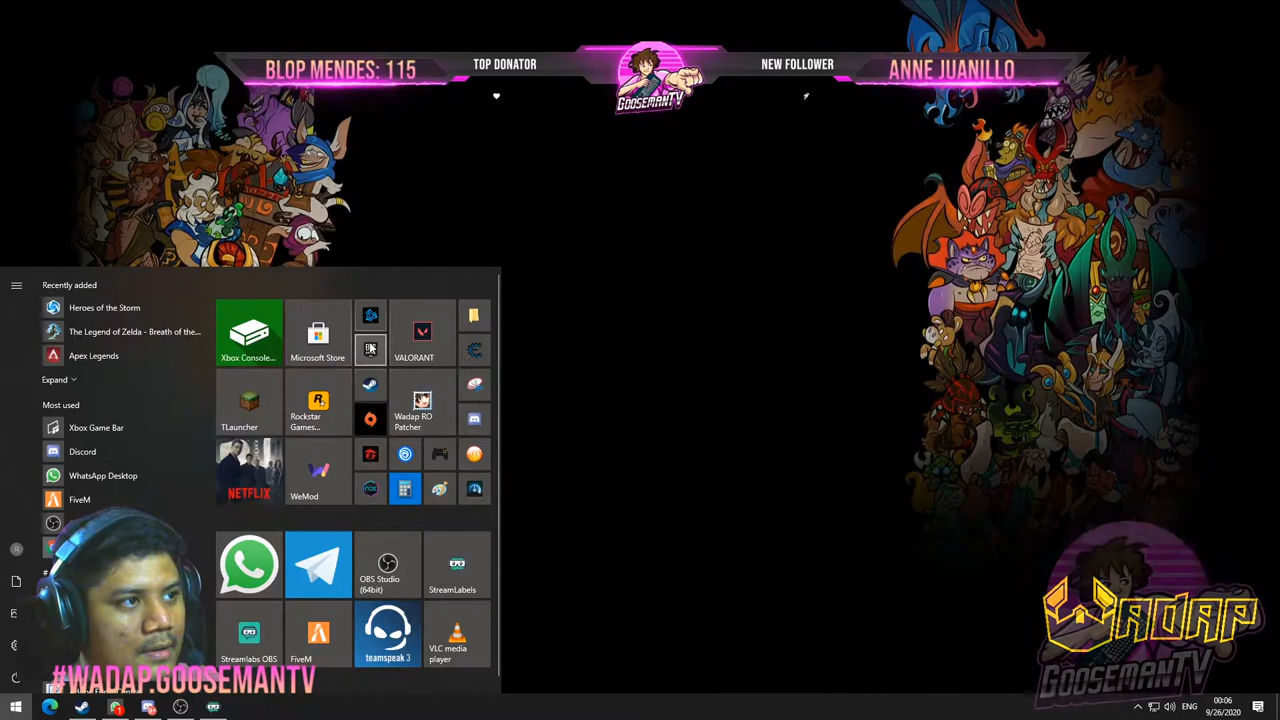 BLOP MENDES: 115
TOP DONATOR
GOOSEMANTV
NEW FOLLOWER
ANNE JUANILLO
Recently added
Heroes of the Storm
The Legend of Zelda - Breath of the...
Apex Legends
Expand
Most used
Xbox Game Bar
Discord
WhatsApp Desktop
FiveM
Xbox Console...
Microsoft Store
VALORANT
TLauncher
Rockstar
Games...
Wadap RO
Patcher
NETFLIX
WeMod
OBS Studio
(64bit)
StreamLabels
Streamlabs OBS
FiveM
teamspeak 3
VLC media
player
#WADAP.GOOSEMANTV
WADAP
GOOSEMANTV
ENG
00:06
9/26/2020